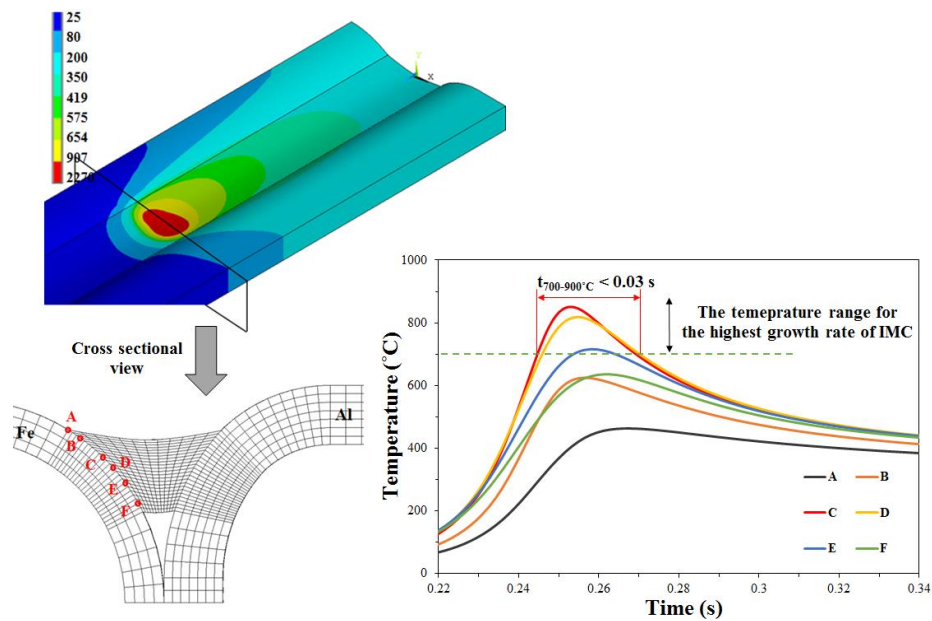 25
80
200
350
419
575
654
907
2270
Y
X
Cross sectional
view
A
B
C
D
E
F
Fe
Al
1000
800
600
400
200
0
Temperature (°C)
t700-900°C < 0.03 s
The temeprature range for
the highest growth rate of IMC
A B
C D
E F
0.22 0.24 0.26 0.28 0.3 0.32 0.34
Time (s)